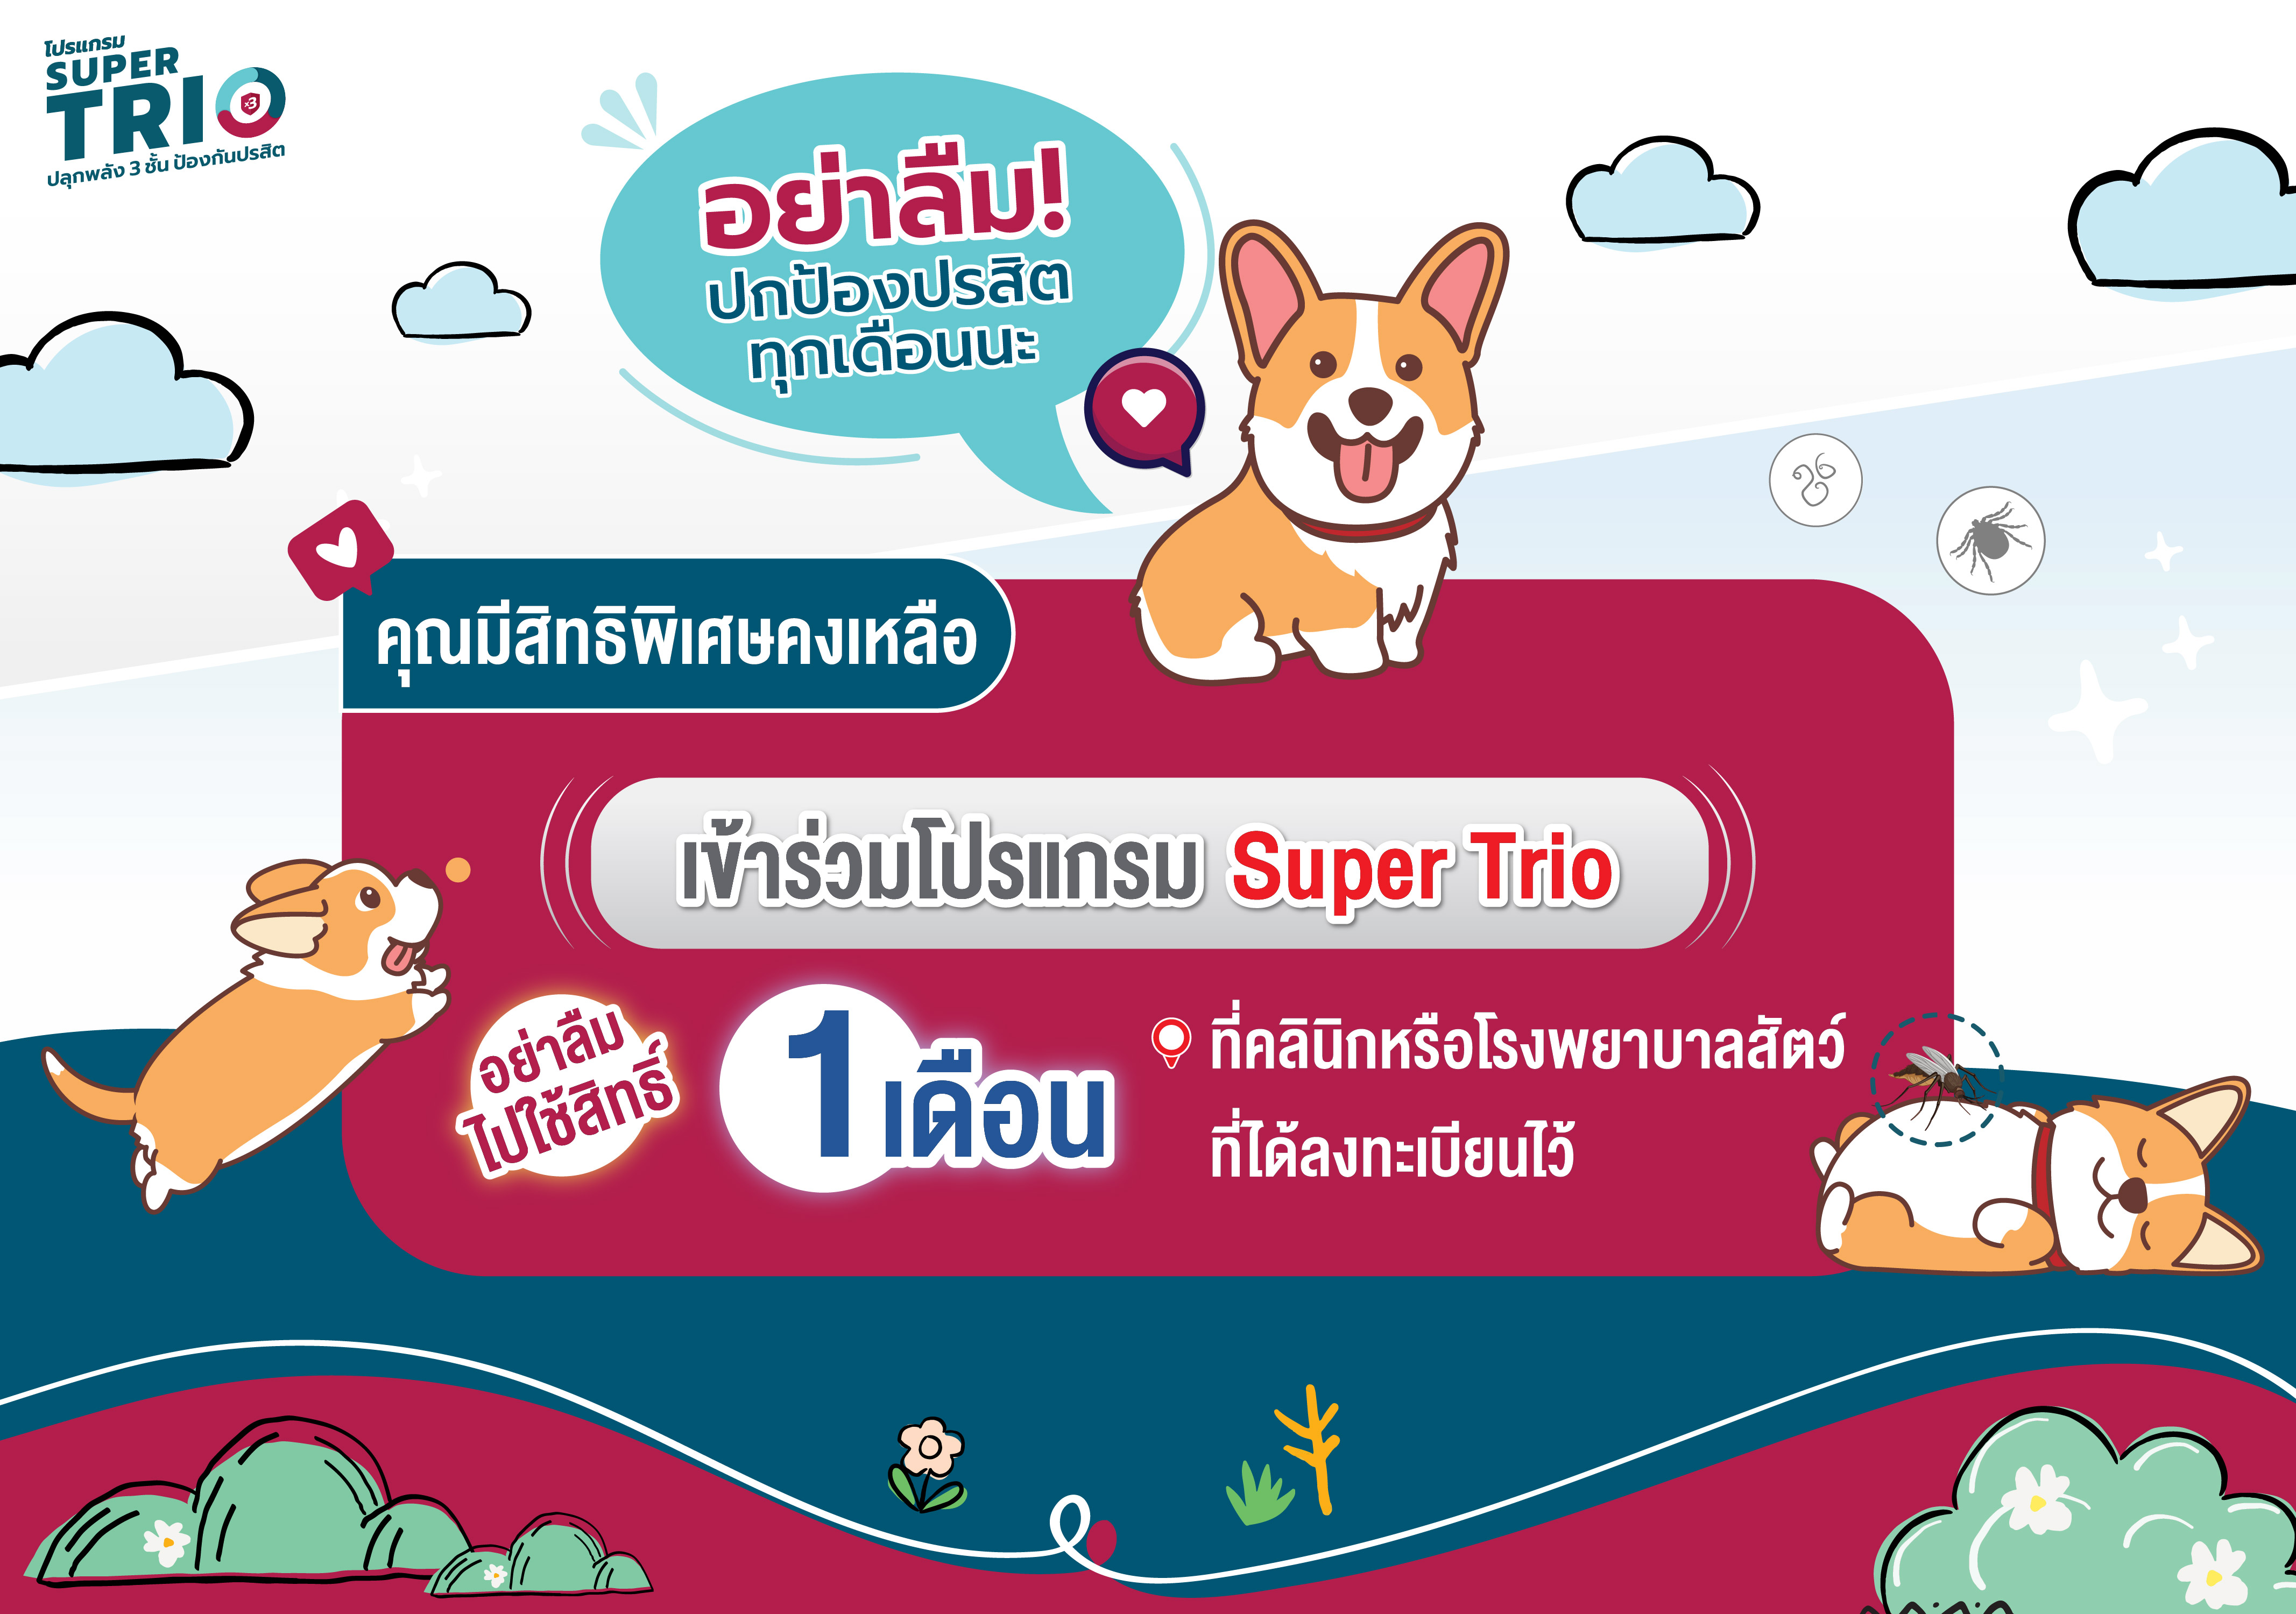 โปรแกรม
SUPER
TRIO
x3
ปลุกพลัง 3 ชั้น ป้องกันปรสิต
อย่าลืม!
ปกป้องปรสิต
ทุกเดือนนะ
คุณมีสิทธิพิเศษคงเหลือ
เข้าร่วมโปรแกรม Super Trio
อย่าลืม
ไปใช้สิทธิ์
1 เดือน
ที่คลินิกหรือโรงพยาบาลสัตว์
ที่ได้ลงทะเบียนไว้